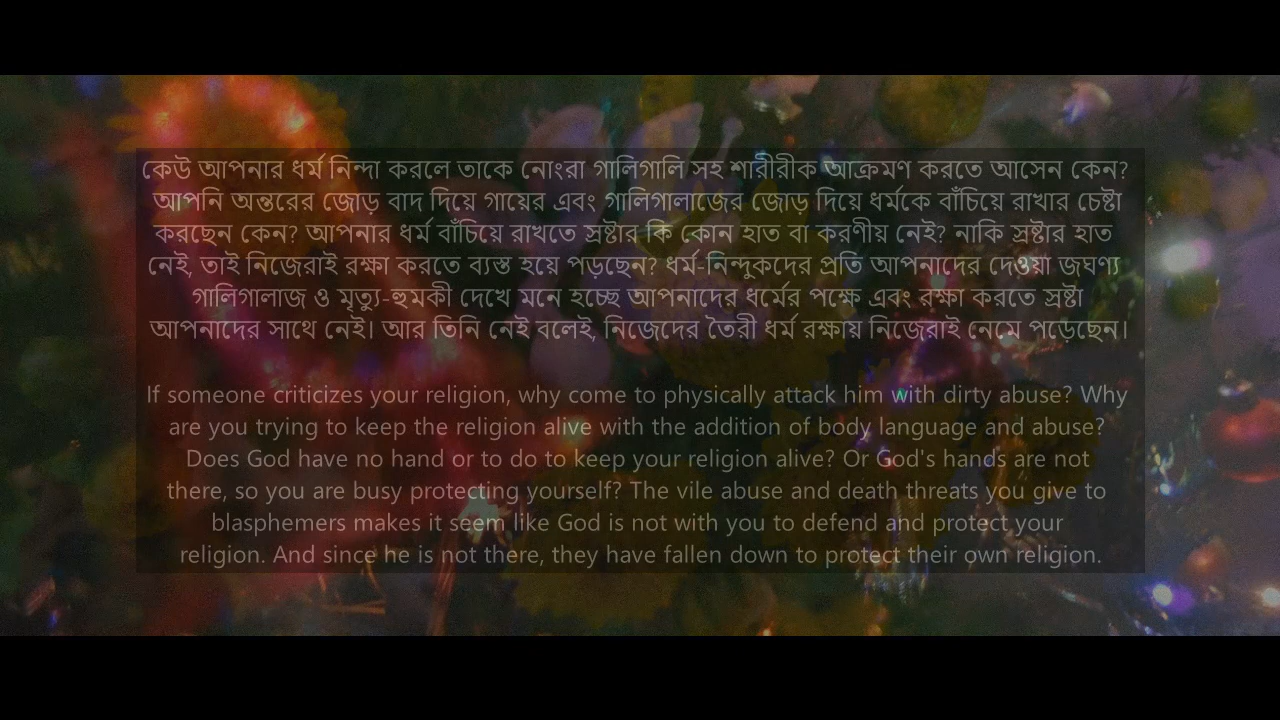 কেউ আপনার ধর্ম নিন্দা করলে তাকে নোংরা গালিগালি সহ শারীরীক আক্রমণ করতে আসেন কেন?
আপনি অন্তরের জোড় বাদ দিয়ে গায়ের এবং গালিগালাজের জোড় দিয়ে ধর্মকে বাঁচিয়ে রাখার চেষ্টা
করছেন কেন? আপনার ধর্ম বাঁচিয়ে রাখতে স্রষ্টার কি কোন হাত বা করণীয় নেই? নাকি স্রষ্টার হাত
নেই, তাই নিজেরাই রক্ষা করতে ব্যস্ত হয়ে পড়ছেন? ধর্ম-নিন্দুকদের প্রতি আপনাদের দেওয়া জঘণ্য
গালিগালাজ ও মৃত্যু-হুমকী দেখে মনে হচ্ছে আপনাদের ধর্মের পক্ষে এবং রক্ষা করতে স্রষ্টা
আপনাদের সাথে নেই। আর তিনি নেই বলেই, নিজেদের তৈরী ধর্ম রক্ষায় নিজেরাই নেমে পড়েছেন।
If someone criticizes your religion, why come to physically attack him with dirty abuse? Why
are you trying to keep the religion alive with the addition of body language and abuse?
Does God have no hand or to do to keep your religion alive? Or God's hands are not
there, so you are busy protecting yourself? The vile abuse and death threats you give to
blasphemers makes it seem like God is not with you to defend and protect your
religion. And since he is not there, they have fallen down to protect their own religion.